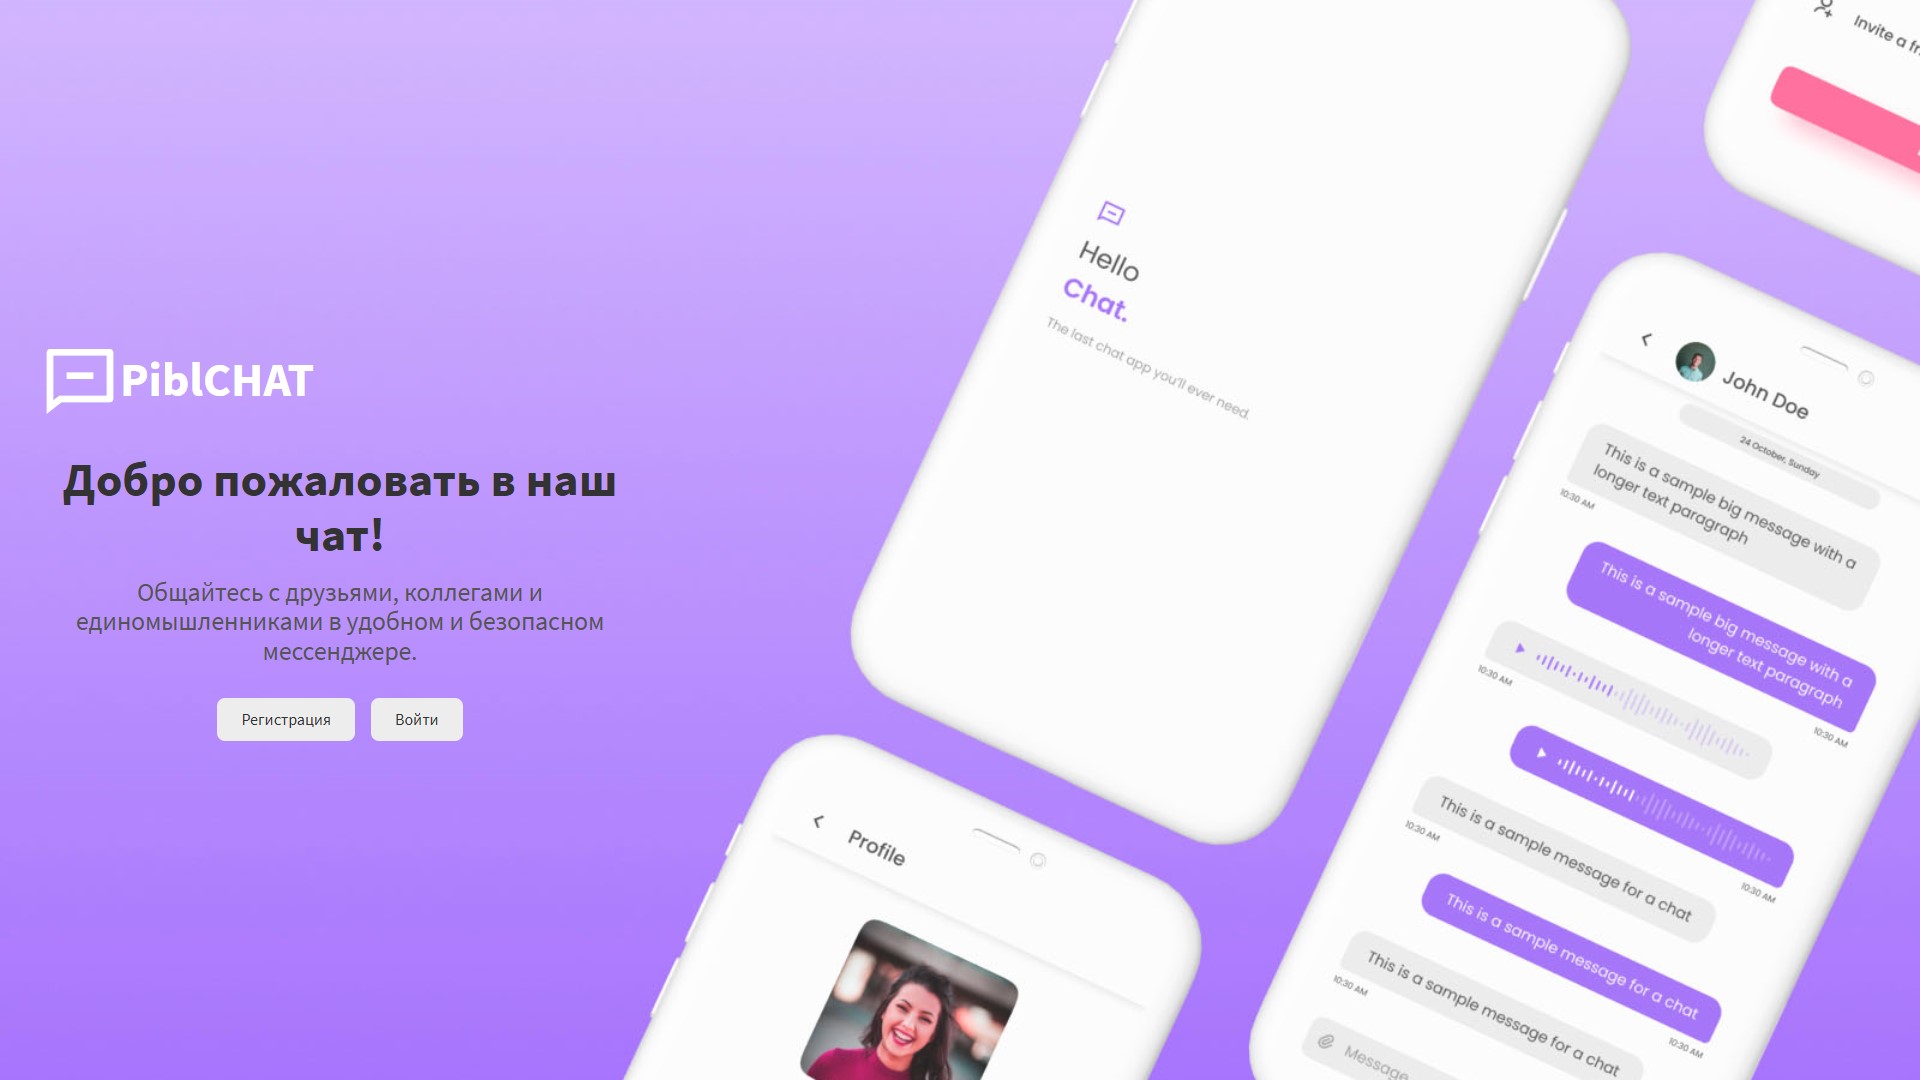 PiblCHAT
Добро пожаловать в наш
чат!
Общайтесь с друзьями, коллегами и
единомышленниками в удобном и безопасном
мессенджере.
Регистрация
Войти
Hello
Chat.
The last chat app you'll ever need.
Profile
Invite a
John Doe
24 October, Sunday
This is a sample big message with a
longer text paragraph
10:30 AM
This is a sample big message with a
longer text paragraph
10:30 AM
10:30 AM
10:30 AM
This is a sample message for a chat
10:30 AM
This is a sample message for a chat
10:30 AM
This is a sample message for a chat
10:30 AM
Message